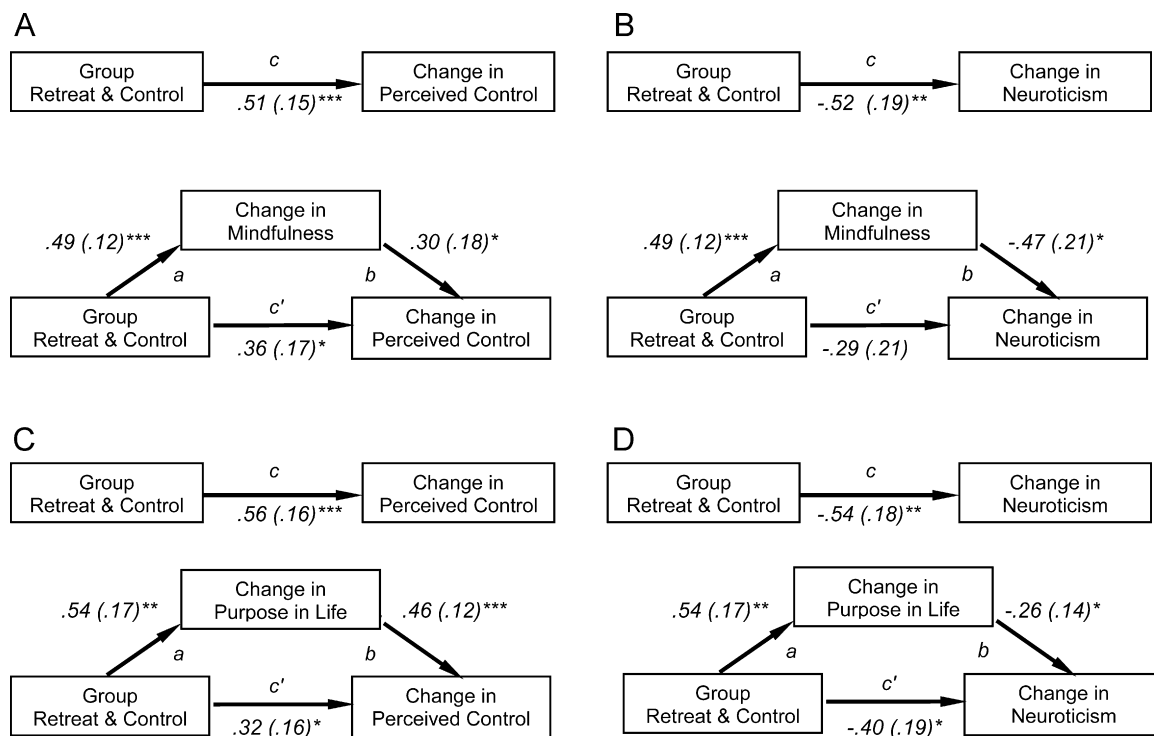 A
Group
Retreat & Control
c
.51 (.15)***
Change in
Perceived Control
Change in
Mindfulness
.49 (.12)***
a
.30 (.18)*
b
Group
Retreat & Control
c'
.36 (.17)*
Change in
Perceived Control
B
Group
Retreat & Control
c
-.52 (.19)**
Change in
Neuroticism
Change in
Mindfulness
.49 (.12)***
a
-.47 (.21)*
b
Group
Retreat & Control
c'
-.29 (.21)
Change in
Neuroticism
C
Group
Retreat & Control
c
.56 (.16)***
Change in
Perceived Control
Change in
Purpose in Life
.54 (.17)**
a
.46 (.12)***
b
Group
Retreat & Control
c'
.32 (.16)*
Change in
Perceived Control
D
Group
Retreat & Control
c
-.54 (.18)**
Change in
Neuroticism
Change in
Purpose in Life
.54 (.17)**
a
-.26 (.14)*
b
Group
Retreat & Control
c'
-.40 (.19)*
Change in
Neuroticism